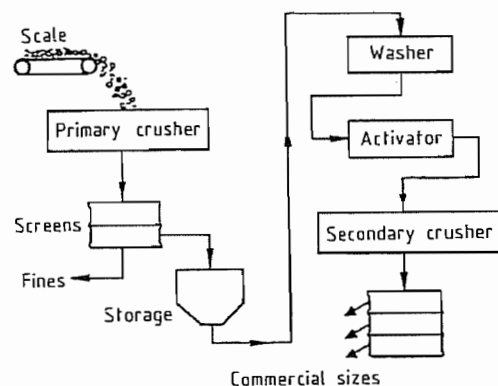 Scale
Primary crusher
Screens
Fines
Storage
Washer
Activator
Secondary crusher
Commercial sizes